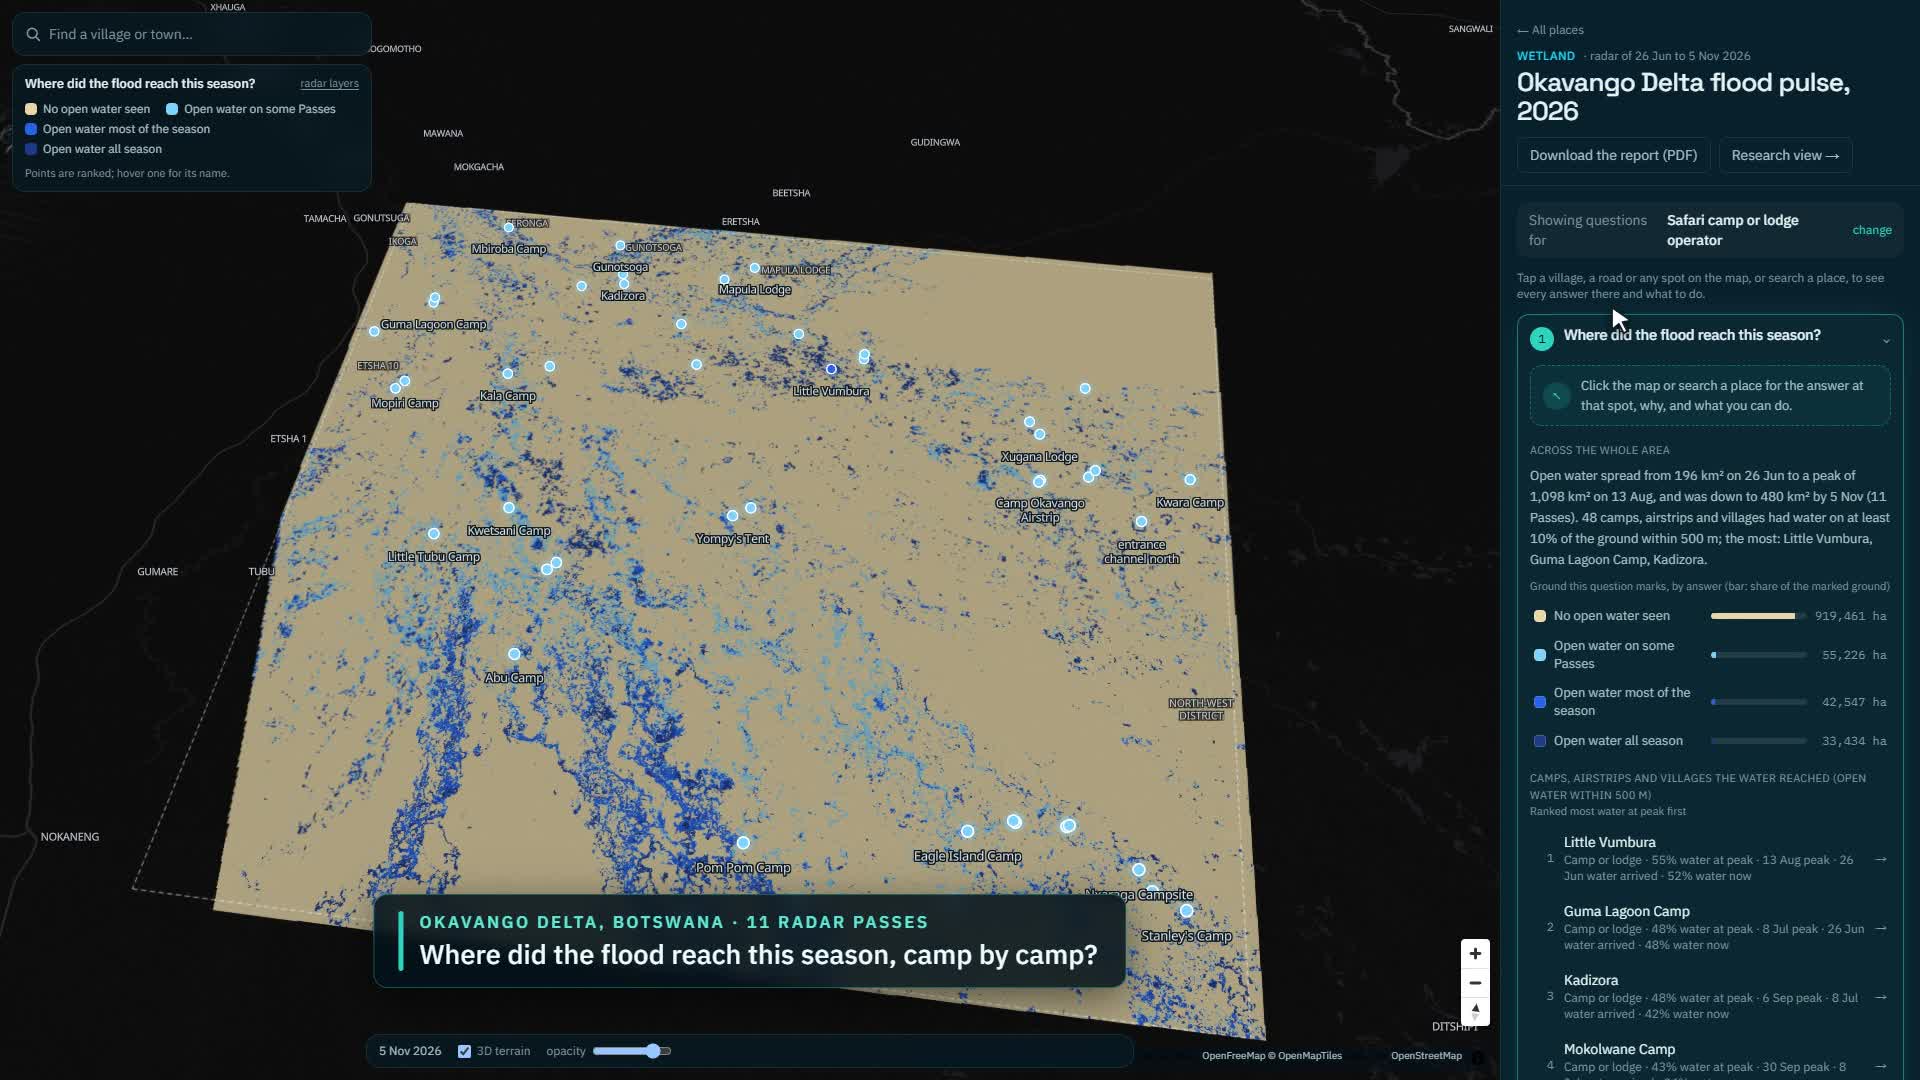 XHAUGA
Find a village or town...
OGOMOTHO
SANGWALI
Where did the flood reach this season?
radar layers
No open water seen
Open water on some Passes
Open water most of the season
Open water all season
Points are ranked; hover one for its name.
MAWANA
MOKGACHA
GUDINGWA
BEETSHA
TAMACHA
GONUTSUGA
ERETSHA
IKOGA
Mbiroba Camp
GUNOTSOGA
Gunotsoga
Kadizora
MAPULA LODGE
Mapula Lodge
Guma Lagoon Camp
ETSHA 10
Mopiri Camp
Kala Camp
Little Vumbura
ETSHA 1
Xugana Lodge
Camp Okavango
Airstrip
Kwara Camp
Kwetsani Camp
Yompy's Tent
Little Tubu Camp
entrance
channel north
GUMARE
TUBU
Abu Camp
NORTH-WEST
DISTRICT
NOKANENG
Pom Pom Camp
Eagle Island Camp
Stanley's Camp
OKAVANGO DELTA, BOTSWANA · 11 RADAR PASSES
Where did the flood reach this season, camp by camp?
5 Nov 2026
3D terrain
opacity
OpenFreeMap © OpenMapTiles
OpenStreetMap
← All places
WETLAND · radar of 26 Jun to 5 Nov 2026
Okavango Delta flood pulse,
2026
Download the report (PDF)
Research view →
Showing questions
for
Safari camp or lodge
operator
change
Tap a village, a road or any spot on the map, or search a place, to see
every answer there and what to do.
1
Where did the flood reach this season?
Click the map or search a place for the answer at
that spot, why, and what you can do.
ACROSS THE WHOLE AREA
Open water spread from 196 km² on 26 Jun to a peak of
1,098 km² on 13 Aug, and was down to 480 km² by 5 Nov (11
Passes). 48 camps, airstrips and villages had water on at least
10% of the ground within 500 m; the most: Little Vumbura,
Guma Lagoon Camp, Kadizora.
Ground this question marks, by answer (bar: share of the marked ground)
No open water seen 919,461 ha
Open water on some
Passes
55,226 ha
Open water most of the
season
42,547 ha
Open water all season 33,434 ha
CAMPS, AIRSTRIPS AND VILLAGES THE WATER REACHED (OPEN
WATER WITHIN 500 M)
Ranked most water at peak first
1
Little Vumbura
Camp or lodge · 55% water at peak · 13 Aug peak · 26
Jun water arrived · 52% water now
→
2
Guma Lagoon Camp
Camp or lodge · 48% water at peak · 8 Jul peak · 26 Jun
water arrived · 48% water now
→
3
Kadizora
Camp or lodge · 48% water at peak · 6 Sep peak · 8 Jul
water arrived · 42% water now
→
4
Mokolwane Camp
Camp or lodge · 43% water at peak · 30 Sep peak · 8
→